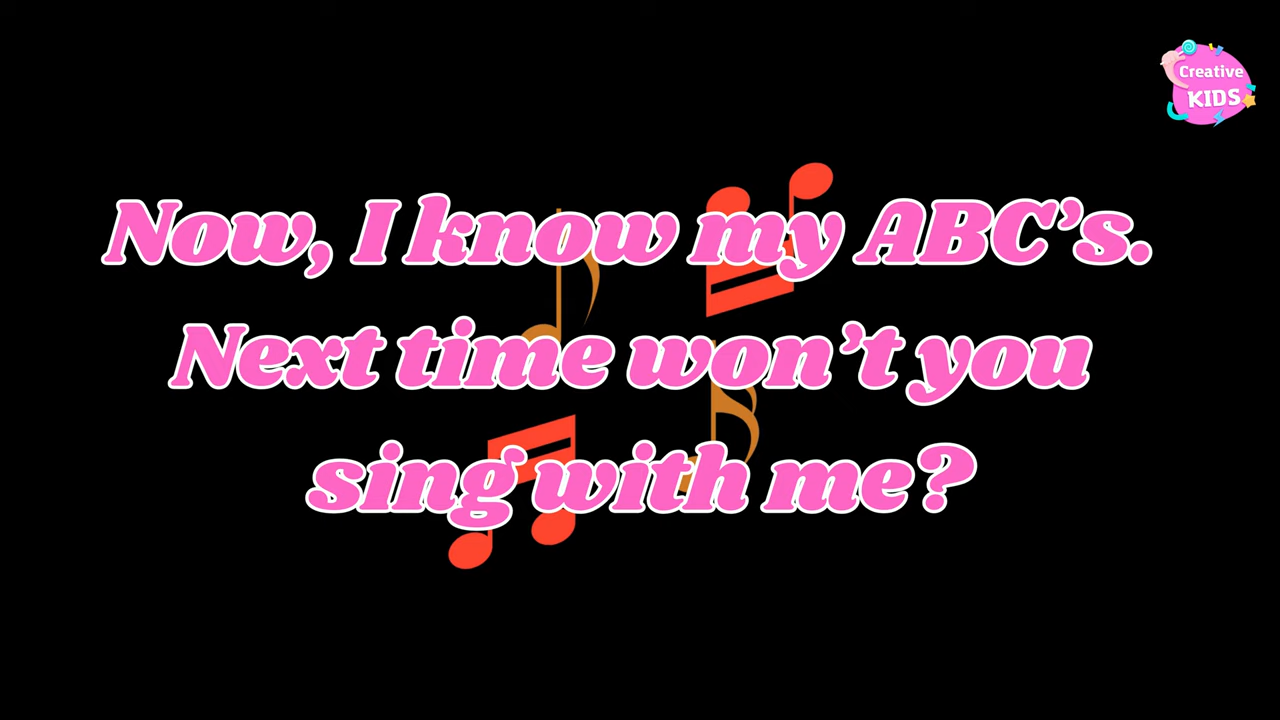 Creative
KIDS
Now, I know my ABC’s.
Next time won’t you
sing with me?